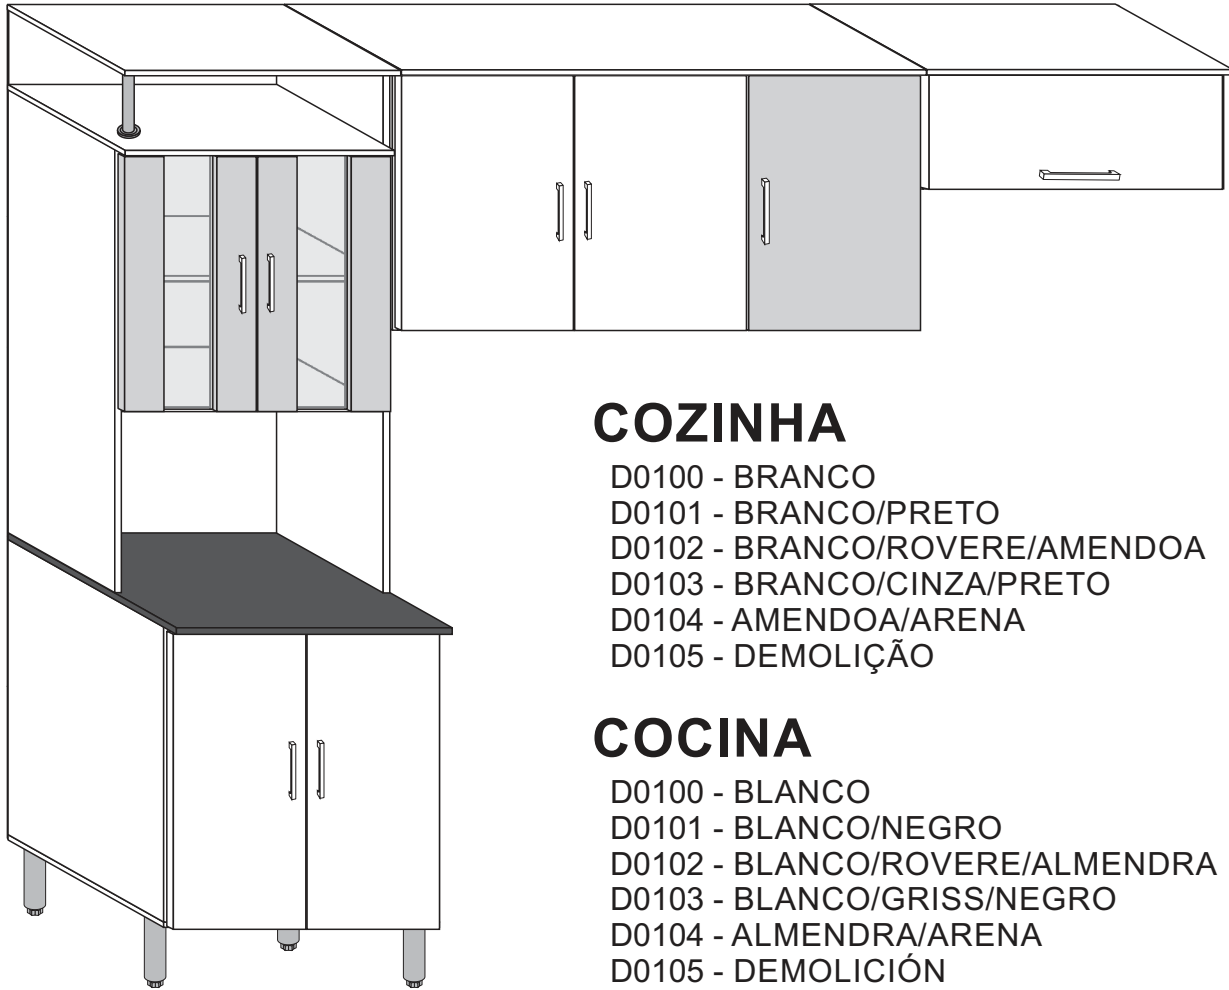 COZINHA
D0100 - BRANCO
D0101 - BRANCO/PRETO
D0102 - BRANCO/ROVERE/AMENDOA
D0103 - BRANCO/CINZA/PRETO
D0104 - AMENDOA/ARENA
D0105 - DEMOLIÇÃO
COCINA
D0100 - BLANCO
D0101 - BLANCO/NEGRO
D0102 - BLANCO/ROVERE/ALMENDRA
D0103 - BLANCO/GRISS/NEGRO
D0104 - ALMENDRA/ARENA
D0105 - DEMOLICIÓN